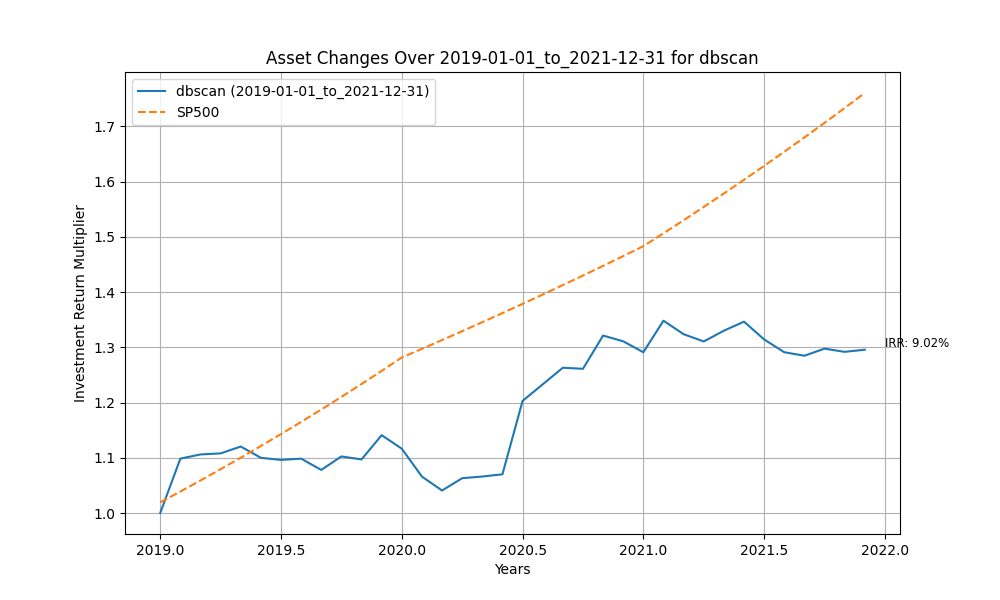 Asset Changes Over 2019-01-01_to_2021-12-31 for dbscan
dbscan (2019-01-01_to_2021-12-31)
SP500
Investment Return Multiplier
1.7
1.6
1.5
1.4
1.3
1.2
1.1
1.0
IRR: 9.02%
2019.0 2019.5 2020.0 2020.5 2021.0 2021.5 2022.0
Years